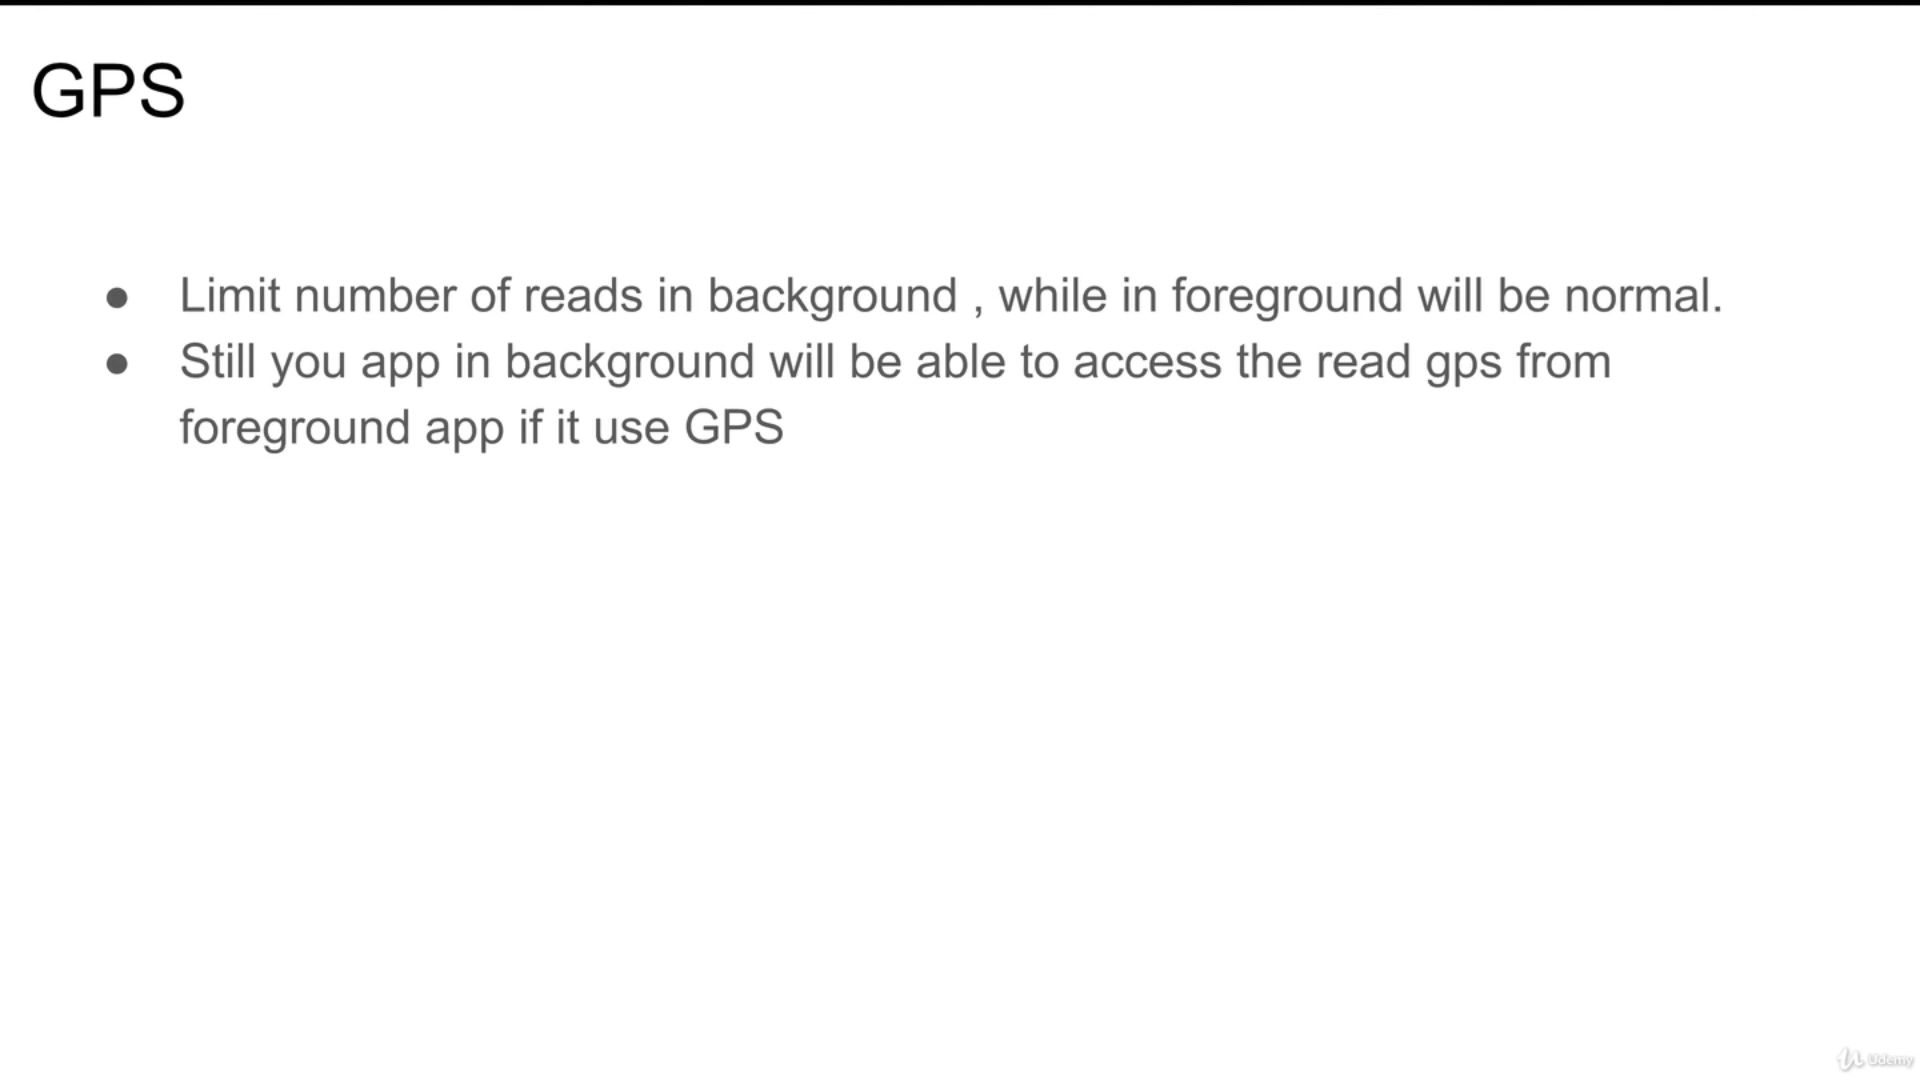 GPS
● Limit number of reads in background , while in foreground will be normal.
● Still you app in background will be able to access the read gps from
foreground app if it use GPS
Udemy